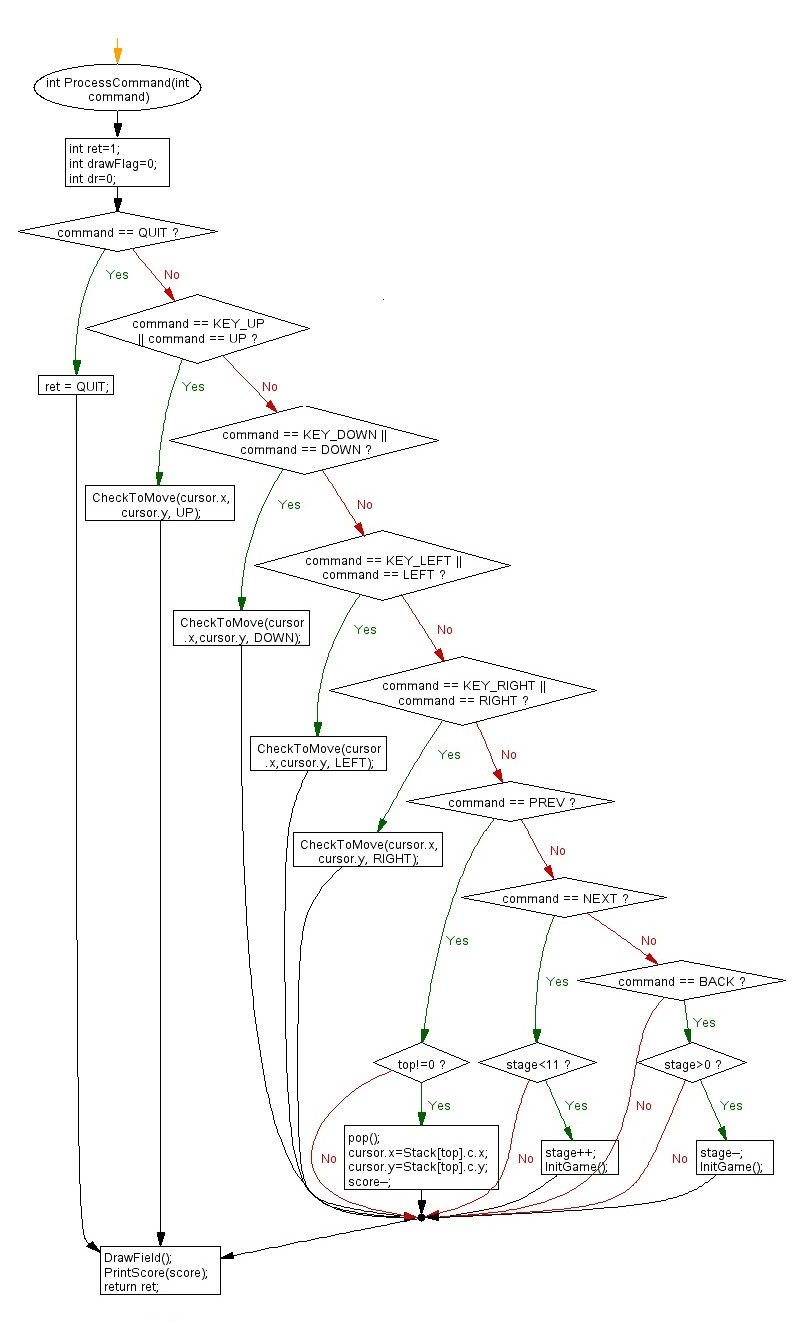 int ProcessCommand(int
command)
int ret=1;
int drawFlag=0;
int dr=0;
command == QUIT ?
Yes
No
command == KEY_UP
|| command == UP ?
ret = QUIT;
Yes
No
command == KEY_DOWN ||
command == DOWN ?
CheckToMove(cursor.x,
cursor.y, UP);
Yes
No
command == KEY_LEFT ||
command == LEFT ?
CheckToMove(cursor
.x,cursor.y, DOWN);
Yes
No
command == KEY_RIGHT ||
command == RIGHT ?
CheckToMove(cursor
.x,cursor.y, LEFT);
Yes
No
command == PREV ?
CheckToMove(cursor.x,
cursor.y, RIGHT);
No
command == NEXT ?
Yes
No
command == BACK ?
Yes
Yes
top!=0 ?
stage<11 ?
stage>0 ?
Yes
Yes
No
Yes
pop();
cursor.x=Stack[top].c.x;
cursor.y=Stack[top].c.y;
score–;
No
stage++;
InitGame();
No
stage–;
InitGame();
No
DrawField();
PrintScore(score);
return ret;